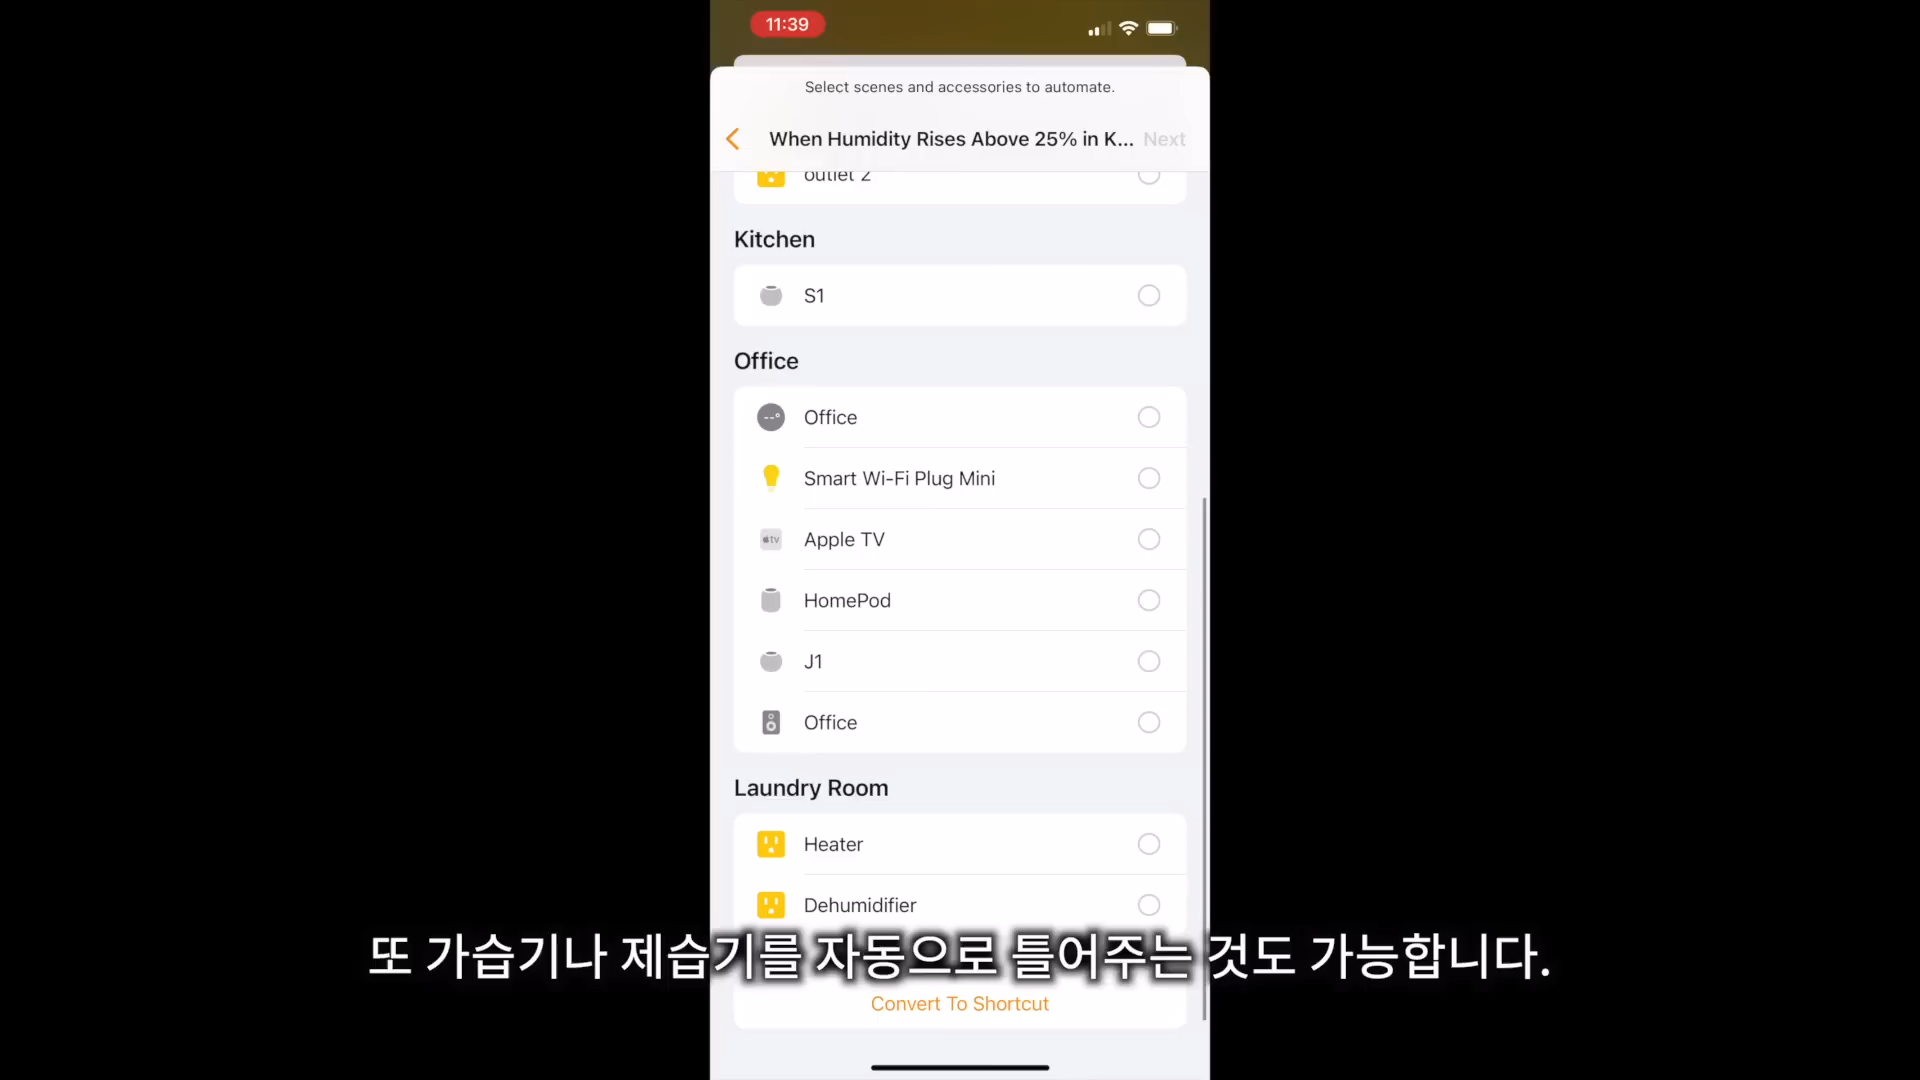 11:39
Select scenes and accessories to automate.
When Humidity Rises Above 25% in K... Next
outlet 2
Kitchen
S1
Office
--°
Office
Smart Wi-Fi Plug Mini
tv
Apple TV
HomePod
J1
Office
Laundry Room
Heater
Dehumidifier
또 가습기나 제습기를 자동으로 틀어주는 것도 가능합니다.
Convert To Shortcut